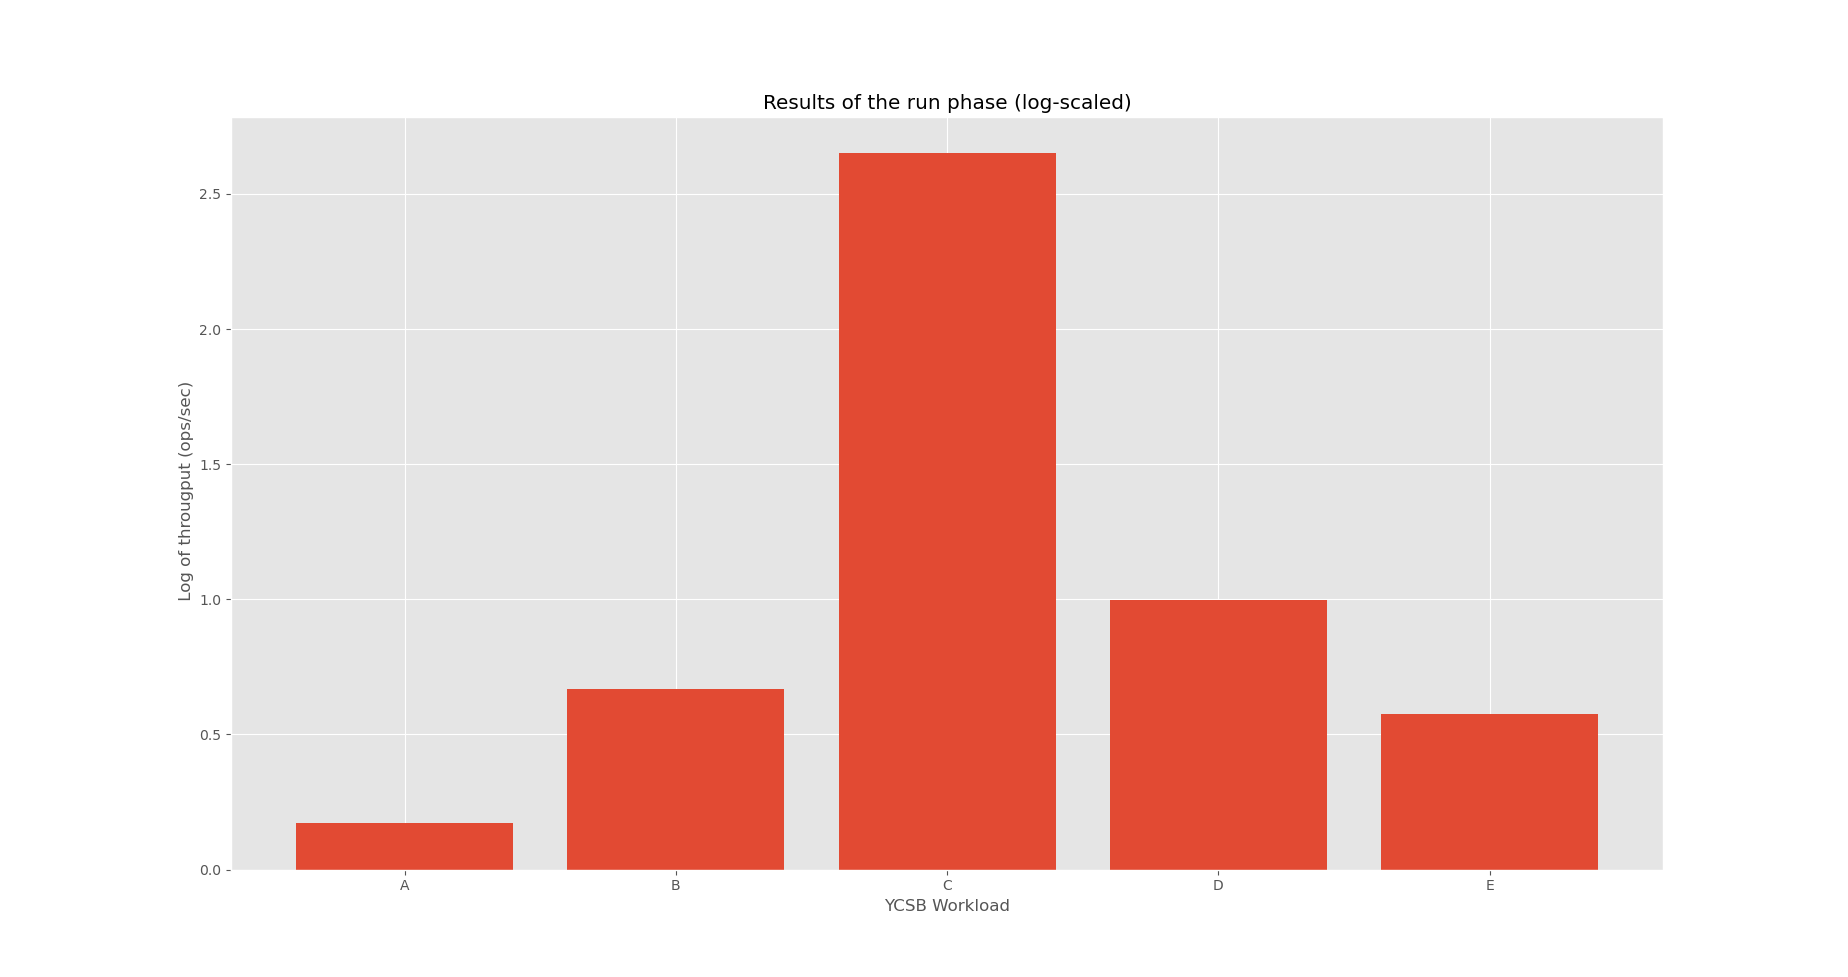 Results of the run phase (log-scaled)
Log of througput (ops/sec)
2.5
2.0
1.5
1.0
0.5
0.0
A B C D E
YCSB Workload